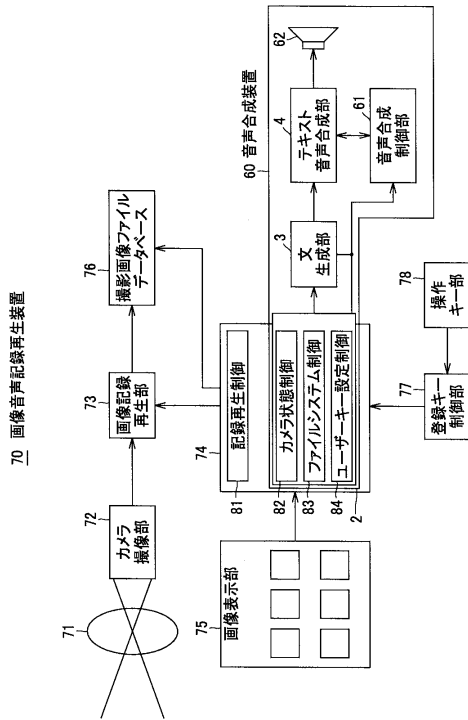 70 画像音声記録再生装置
71
72
カメラ
撮像部
73
画像記録
再生部
76
撮影画像ファイル
データベース
74
81
記録再生制御
82
カメラ状態制御
83
ファイルシステム制御
84
ユーザーキー設定制御
2
75
画像表示部
60 音声合成装置
3
文
生成部
4
テキスト
音声合成部
62
61
音声合成
制御部
77
登録キー
制御部
78
操作
キー部